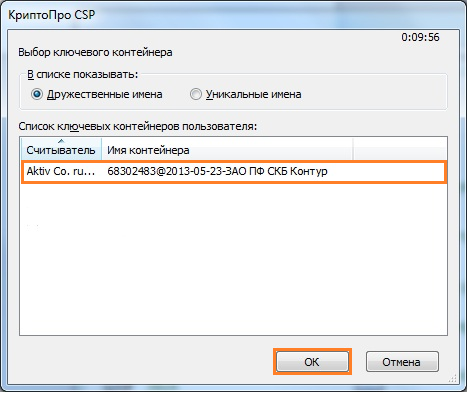 КриптоПро CSP
0:09:56
Выбор ключевого контейнера
В списке показывать:
Дружественные имена Уникальные имена
Список ключевых контейнеров пользователя:
Считыватель Имя контейнера
Aktiv Co. ru... 68302483@2013-05-23-ЗАО ПФ СКБ Контур
OK Отмена